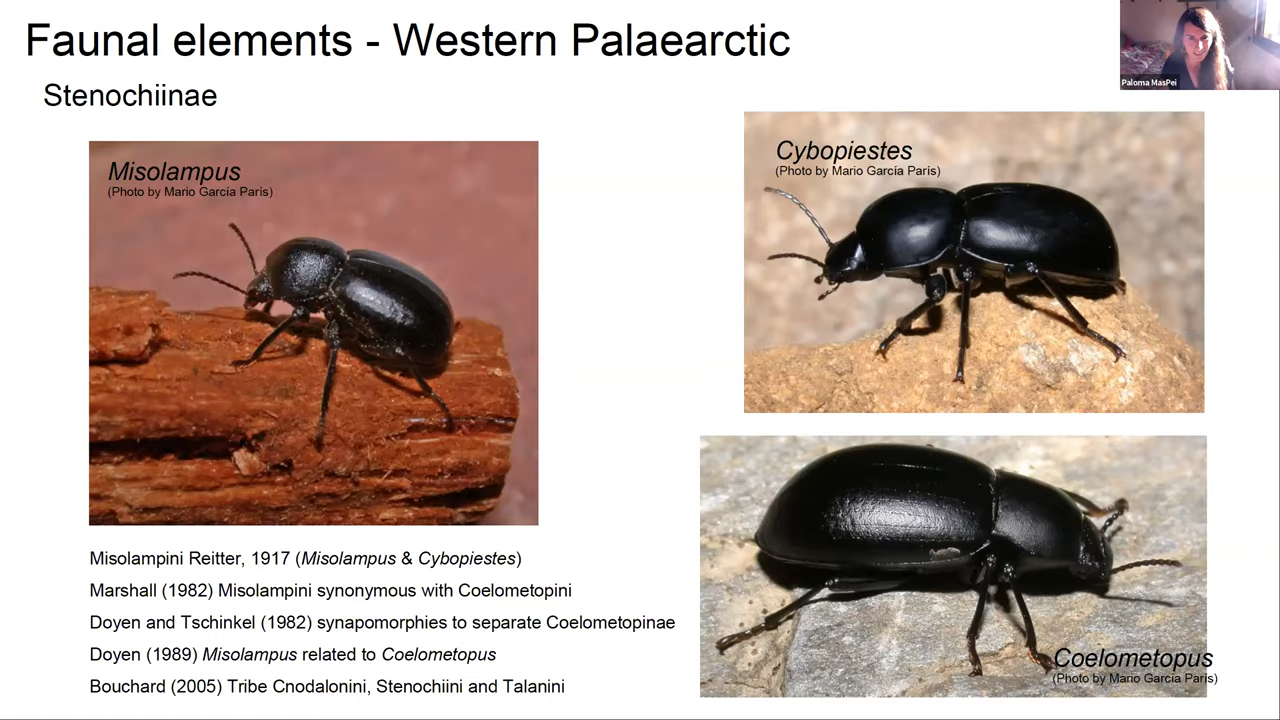 Faunal elements - Western Palaearctic
Paloma MasPei
Stenochiinae
Misolampus
(Photo by Mario García París)
Cybopiestes
(Photo by Mario García París)
Coelometopus
(Photo by Mario García París)
Misolampini Reitter, 1917 (Misolampus & Cybopiestes)
Marshall (1982) Misolampini synonymous with Coelometopini
Doyen and Tschinkel (1982) synapomorphies to separate Coelometopinae
Doyen (1989) Misolampus related to Coelometopus
Bouchard (2005) Tribe Cnodalonini, Stenochiini and Talanini